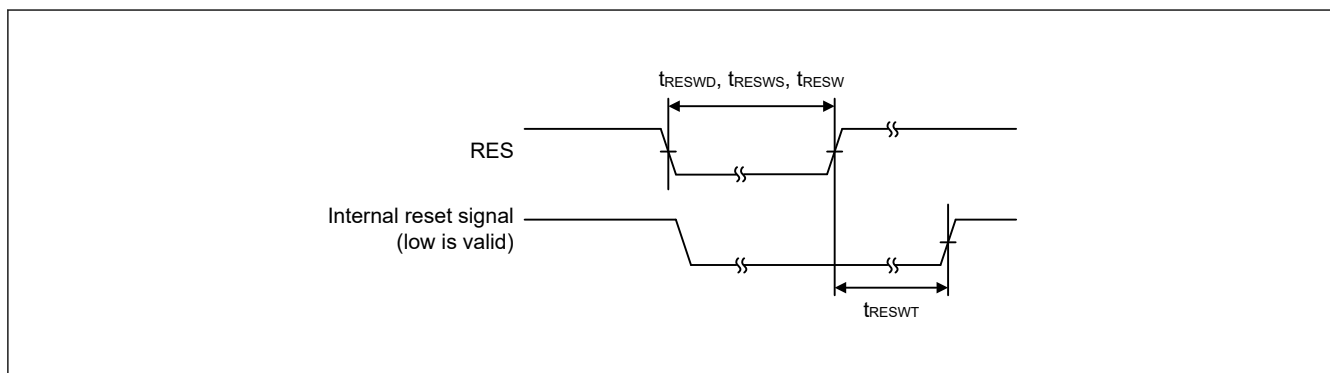 tRESWD, tRESWS, tRESW
RES
Internal reset signal
(low is valid)
tRESWT